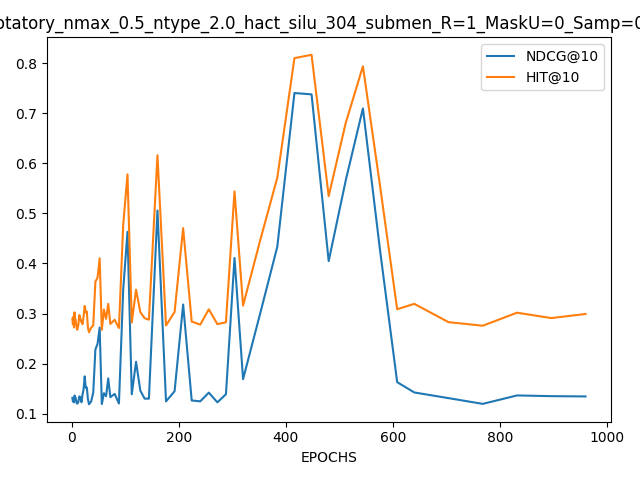 otatory_nmax_0.5_ntype_2.0_hact_silu_304_submen_R=1_MaskU=0_Samp=0
NDCG@10
HIT@10
0.8
0.7
0.6
0.5
0.4
0.3
0.2
0.1
0 200 400 600 800 1000
EPOCHS